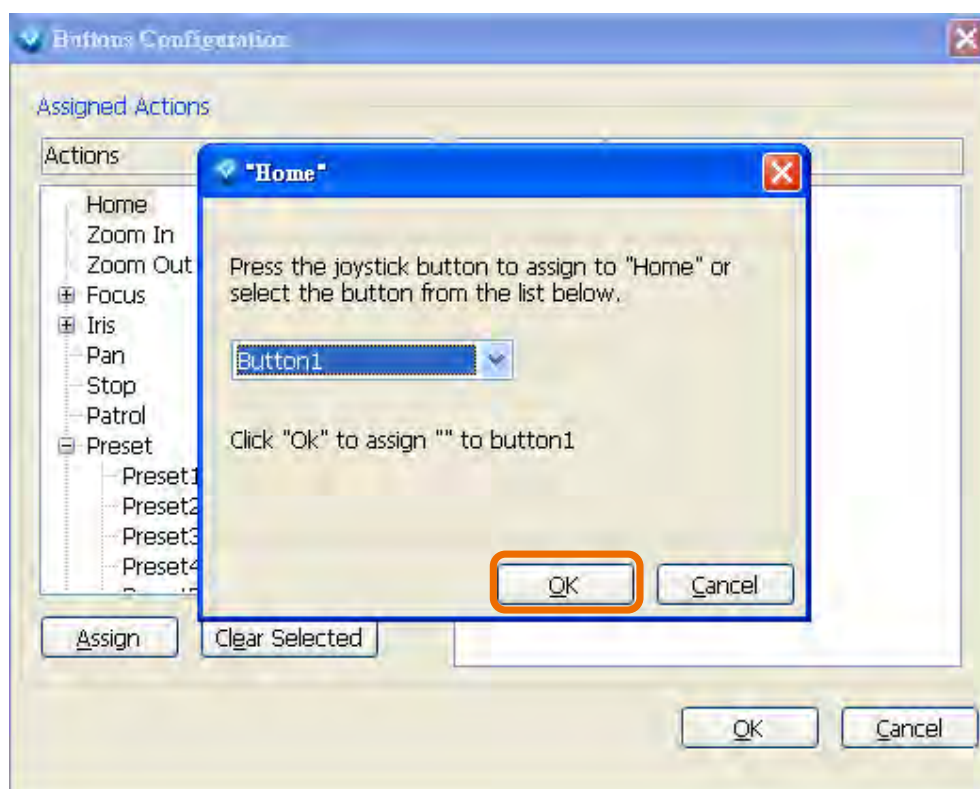 Buttons Configuration
Assigned Actions
Actions
Home
Zoom In
Zoom Out
Focus
Iris
Pan
Stop
Patrol
Preset
Preset1
Preset2
Preset3
Preset4
"Home"
Press the joystick button to assign to "Home" or
select the button from the list below.
Button1
Click "Ok" to assign "" to button1
OK
Cancel
Assign
Clear Selected
OK
Cancel